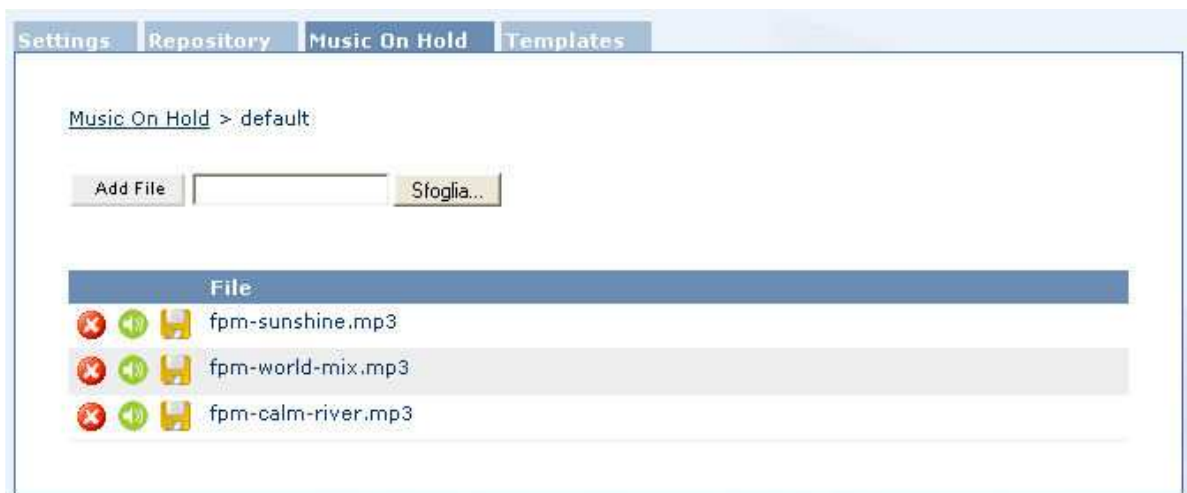 Settings Repository Music On Hold Templates
Music On Hold > default
Add File Sfoglia...
File
fpm-sunshine.mp3
fpm-world-mix.mp3
fpm-calm-river.mp3